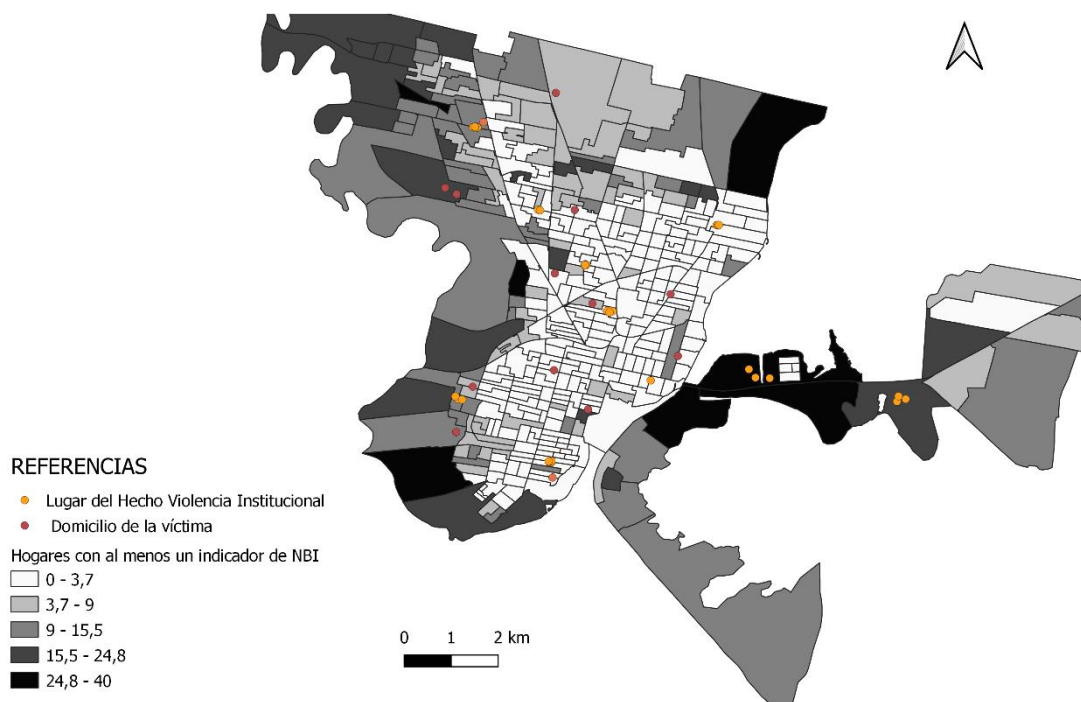 REFERENCIAS
Lugar del Hecho Violencia Institucional
Domicilio de la víctima
Hogares con al menos un indicador de NBI
0 - 3,7
3,7 - 9
9 - 15,5
15,5 - 24,8
24,8 - 40
0 1 2 km